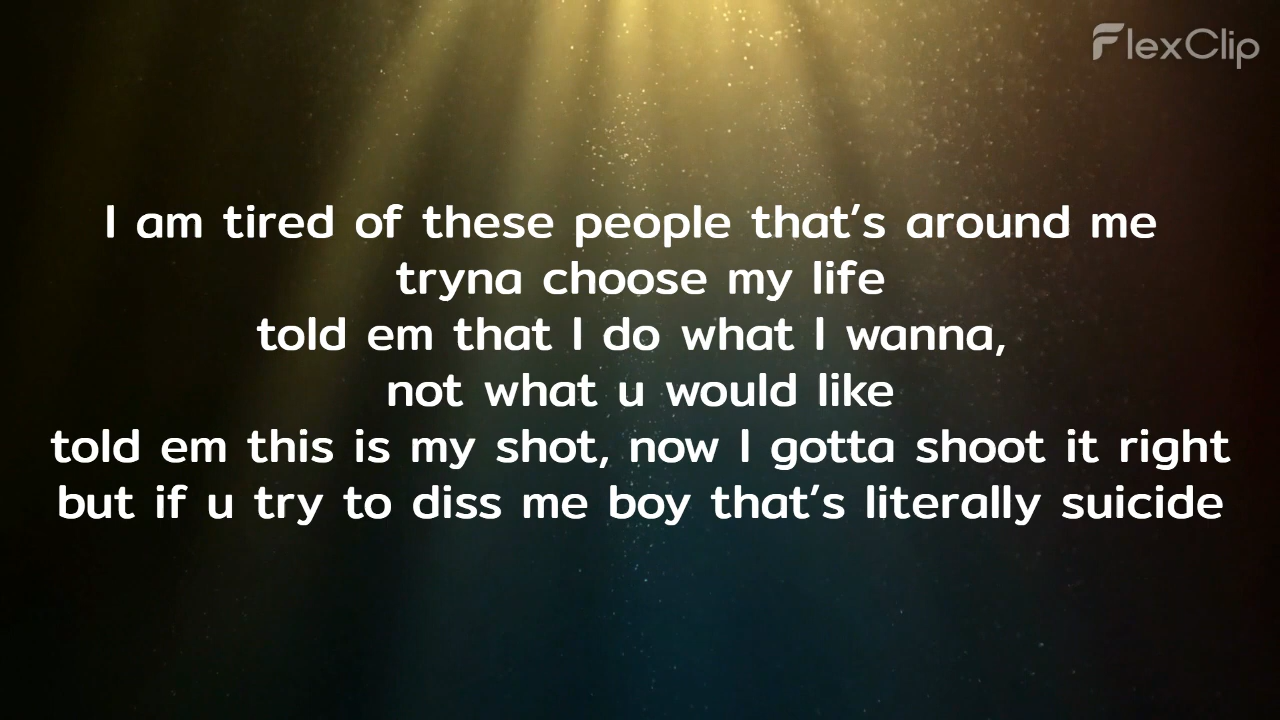 FlexClip
I am tired of these people that's around me
tryna choose my life
told em that I do what I wanna,
not what u would like
told em this is my shot, now I gotta shoot it right
but if u try to diss me boy that's literally suicide